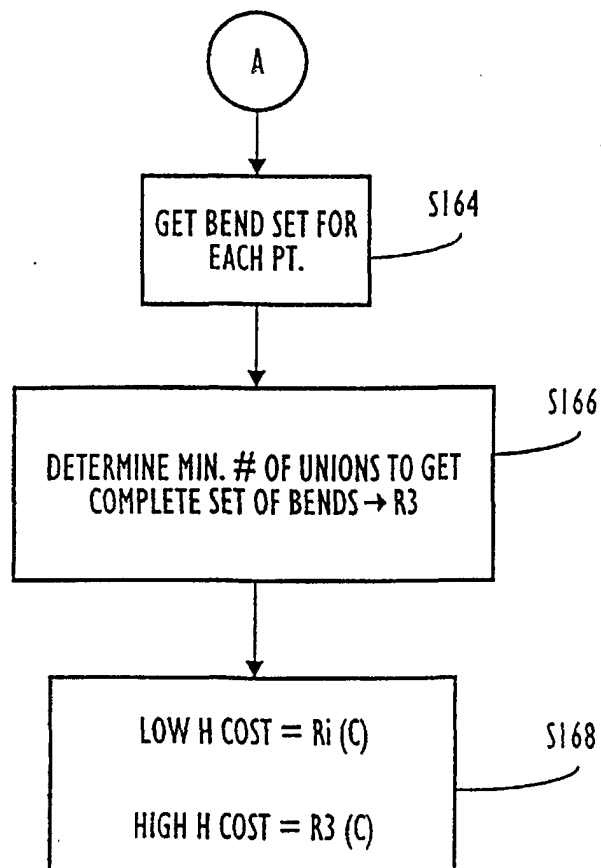 A
GET BEND SET FOR
EACH PT.
S164
DETERMINE MIN. # OF UNIONS TO GET
COMPLETE SET OF BENDS → R3
S166
LOW H COST = Ri (C)
HIGH H COST = R3 (C)
S168